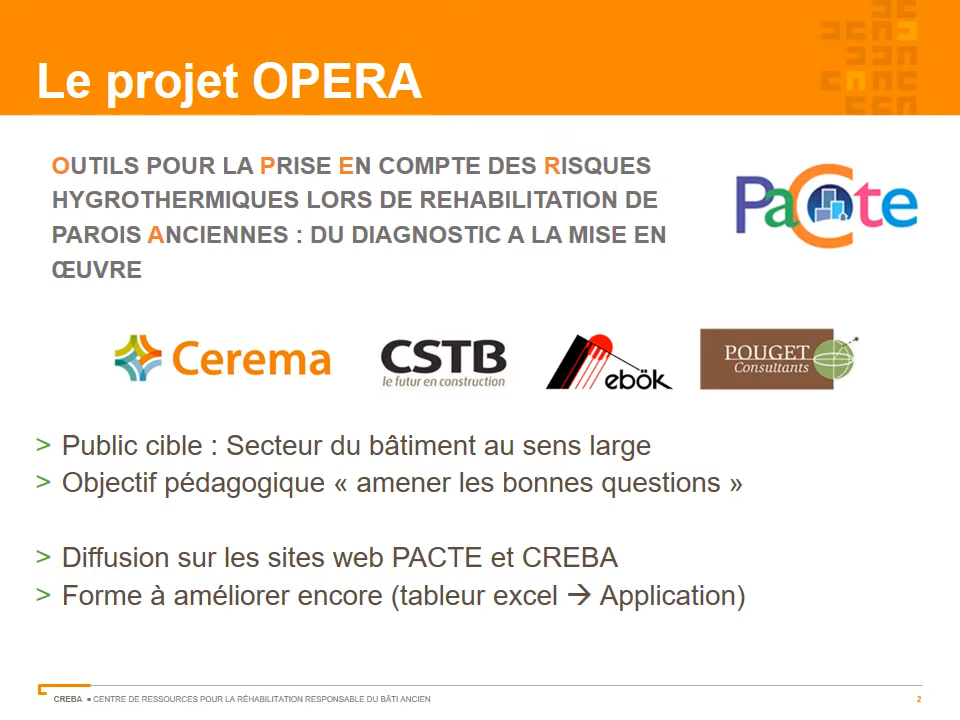 Le projet OPERA
OUTILS POUR LA PRISE EN COMPTE DES RISQUES
HYGROTHERMIQUES LORS DE REHABILITATION DE
PAROIS ANCIENNES : DU DIAGNOSTIC A LA MISE EN
ŒUVRE
PaCte
Cerema
CSTB
le futur en construction
ebök
POUGET
Consultants
> Public cible : Secteur du bâtiment au sens large
> Objectif pédagogique « amener les bonnes questions »
> Diffusion sur les sites web PACTE et CREBA
> Forme à améliorer encore (tableur excel → Application)
CREBA ■ CENTRE DE RESSOURCES POUR LA RÉHABILITATION RESPONSABLE DU BÂTI ANCIEN
2